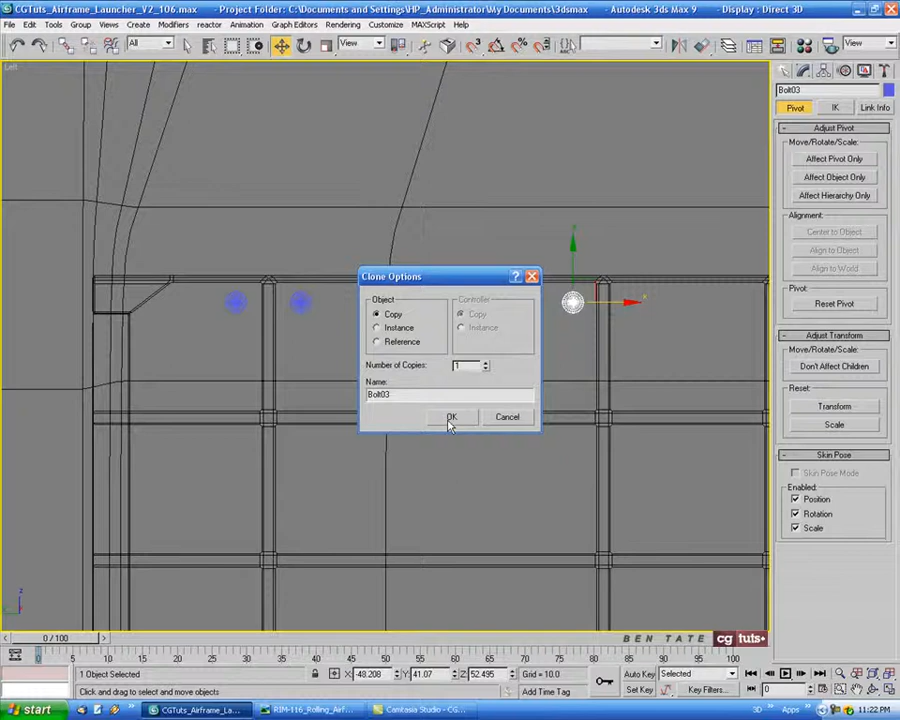 CGTuts_Airframe_Launcher_V2_106.max - Project Folder: C:\Documents and Settings\HP_Administrator\My Documents\3dsmax - Autodesk 3ds Max 9 - Display : Direct 3D
File Edit Tools Group Views Create Modifiers reactor Animation Graph Editors Rendering Customize MAXScript Help
All View View
Left
Bolt03
Pivot IK Link Info
- Adjust Pivot
Move/Rotate/Scale:
Affect Pivot Only
Affect Object Only
Affect Hierarchy Only
Alignment:
Center to Object
Align to Object
Align to World
Pivot:
Reset Pivot
- Adjust Transform
Move/Rotate/Scale:
Don't Affect Children
Reset:
Transform
Scale
- Skin Pose
Skin Pose Mode
Enabled:
Position
Rotation
Scale
Clone Options
Object Controller
Copy Copy
Instance Instance
Reference
Number of Copies: 1
Name:
Bolt03
OK Cancel
z
x
z
BEN TATE cg tuts+
< 0 / 100 >
0 5 10 15 20 25 30 35 40 45 50 55 60 65 70 75 80 85 90 95 100
1 Object Selected X: -48.208 Y: 41.07 Z: 52.495 Grid = 10.0 Auto Key Selected
Click and drag to select and move objects Add Time Tag Set Key Key Filters... 0
start CGTuts_Airframe_La... RIM-116_Rolling_Airf... Camtasia Studio - CG... 3D » Apps » 11:22 PM